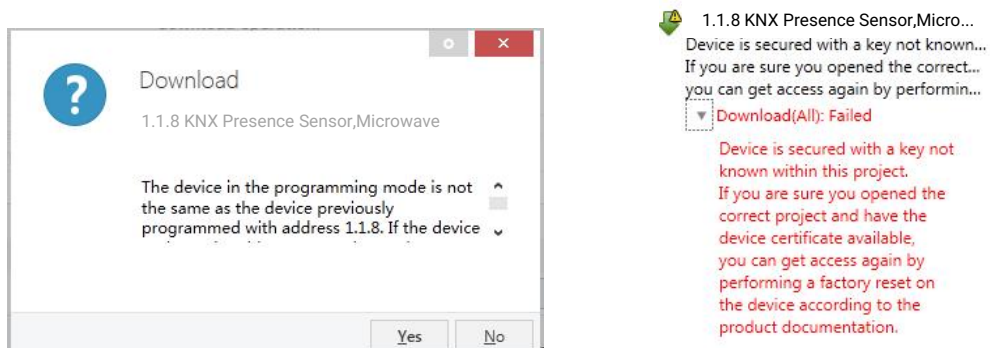 Download
1.1.8 KNX Presence Sensor,Microwave
The device in the programming mode is not
the same as the device previously
programmed with address 1.1.8. If the device
Yes
No
1.1.8 KNX Presence Sensor,Micro...
Device is secured with a key not known...
If you are sure you opened the correct...
you can get access again by performin...
Download(All): Failed
Device is secured with a key not
known within this project.
If you are sure you opened the
correct project and have the
device certificate available,
you can get access again by
performing a factory reset on
the device according to the
product documentation.